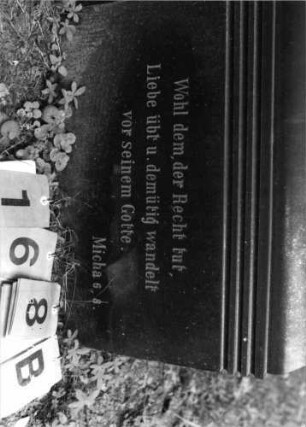 Wohl dem, der Recht tut,
Liebe übt u. demütig wandelt
vor seinem Gotte.
Micha 6, 8.
1
6
8
B